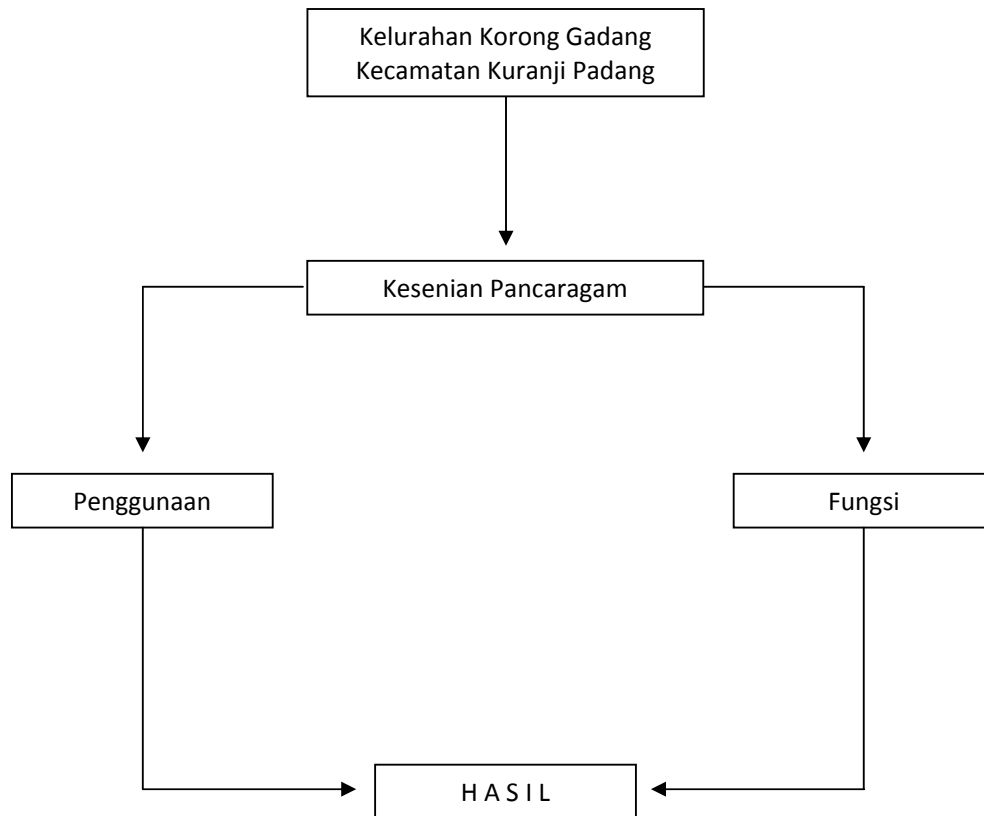 Kelurahan Korong Gadang
Kecamatan Kuranji Padang
Kesenian Pancaragam
Penggunaan
Fungsi
H A S I L